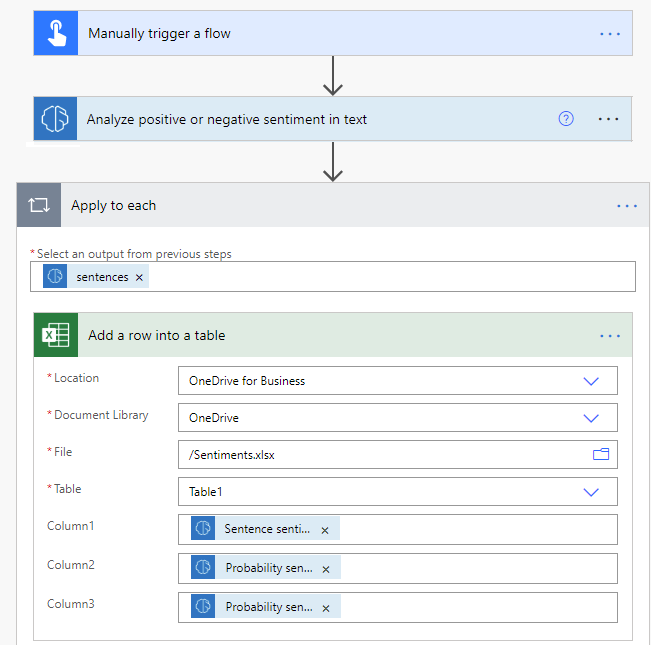 Manually trigger a flow
Analyze positive or negative sentiment in text
Apply to each
*Select an output from previous steps
sentences ×
Add a row into a table
*Location
OneDrive for Business
*Document Library
OneDrive
*File
/Sentiments.xlsx
*Table
Table1
Column1
Sentence senti... ×
Column2
Probability sen... ×
Column3
Probability sen... ×